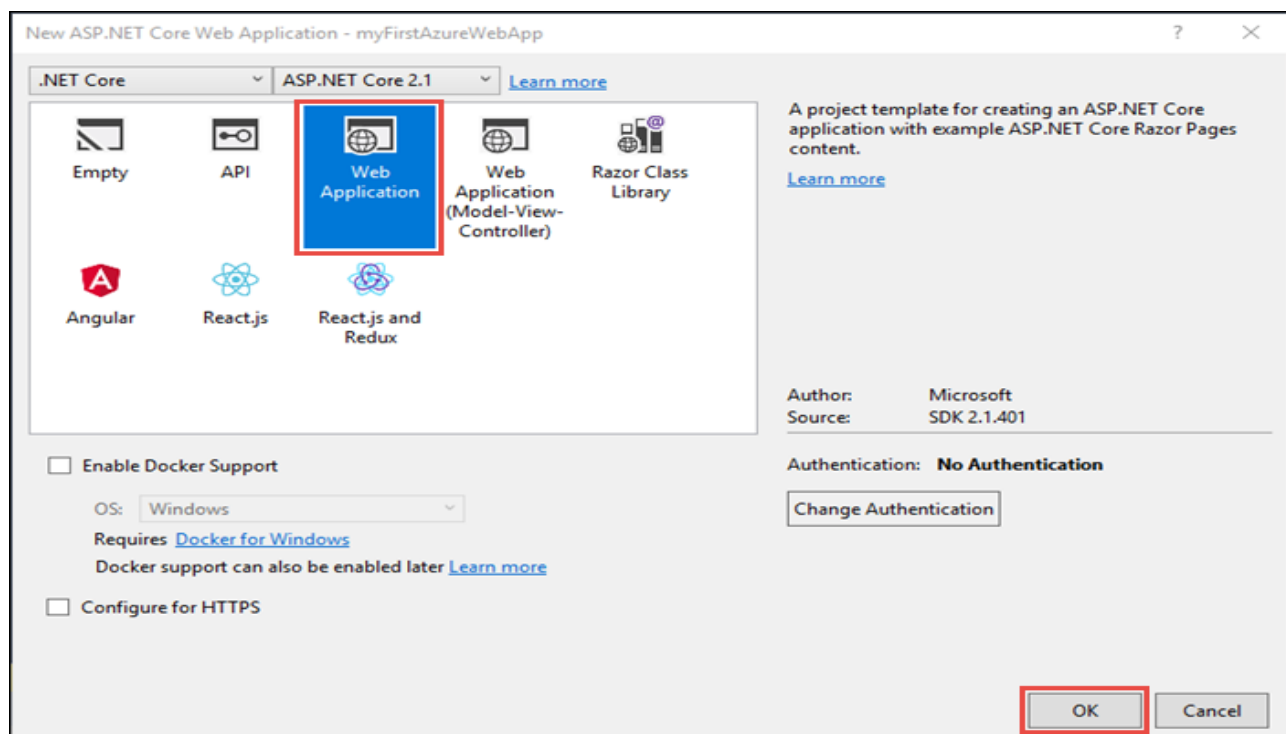 New ASP.NET Core Web Application - myFirstAzureWebApp
?
.NET Core
ASP.NET Core 2.1
Learn more
Empty
API
Web
Application
Web
Application
(Model-View-
Controller)
Razor Class
Library
Angular
React.js
React.js and
Redux
A project template for creating an ASP.NET Core
application with example ASP.NET Core Razor Pages
content.
Learn more
Author: Microsoft
Source: SDK 2.1.401
Authentication: No Authentication
Change Authentication
Enable Docker Support
OS: Windows
Requires Docker for Windows
Docker support can also be enabled later Learn more
Configure for HTTPS
OK
Cancel